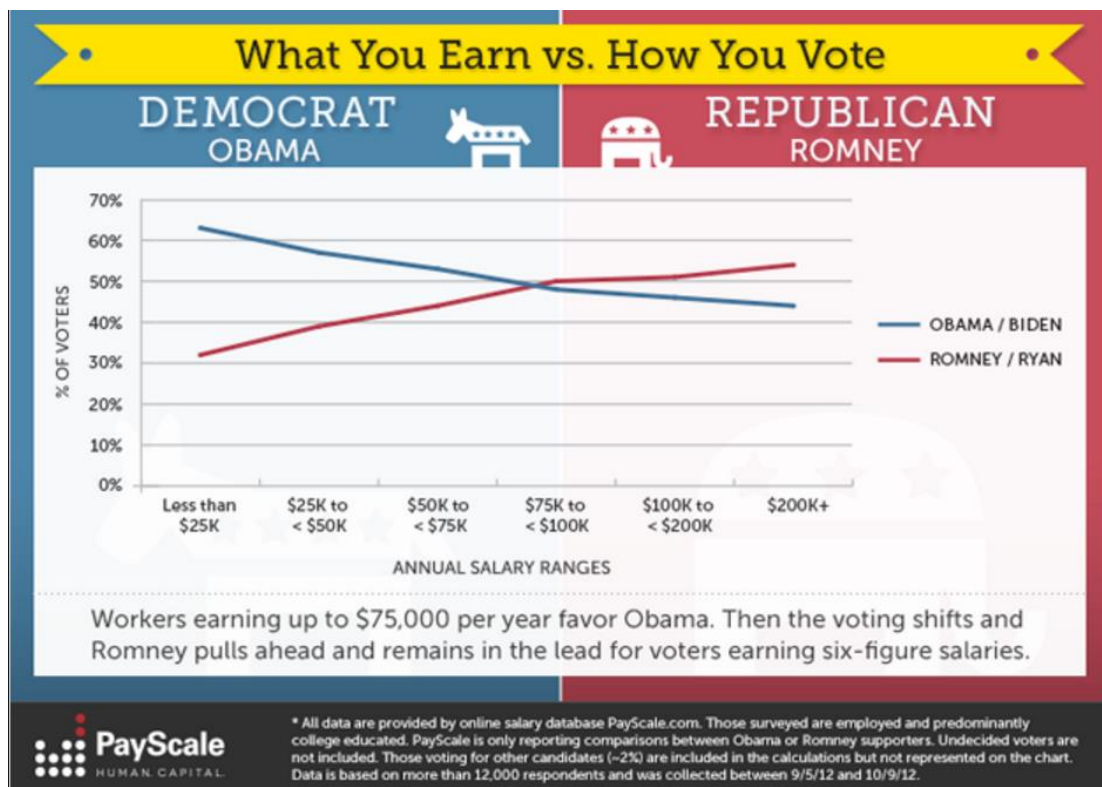 What You Earn vs. How You Vote
DEMOCRAT
OBAMA
REPUBLICAN
ROMNEY
70%
60%
50%
40%
30%
20%
10%
0%
% OF VOTERS
OBAMA / BIDEN
ROMNEY / RYAN
Less than
$25K
$25K to
< $50K
$50K to
< $75K
$75K to
< $100K
$100K to
< $200K
$200K+
ANNUAL SALARY RANGES
Workers earning up to $75,000 per year favor Obama. Then the voting shifts and
Romney pulls ahead and remains in the lead for voters earning six-figure salaries.
PayScale
HUMAN CAPITAL
* All data are provided by online salary database PayScale.com. Those surveyed are employed and predominantly
college educated. PayScale is only reporting comparisons between Obama or Romney supporters. Undecided voters are
not included. Those voting for other candidates (~2%) are included in the calculations but not represented on the chart.
Data is based on more than 12,000 respondents and was collected between 9/5/12 and 10/9/12.